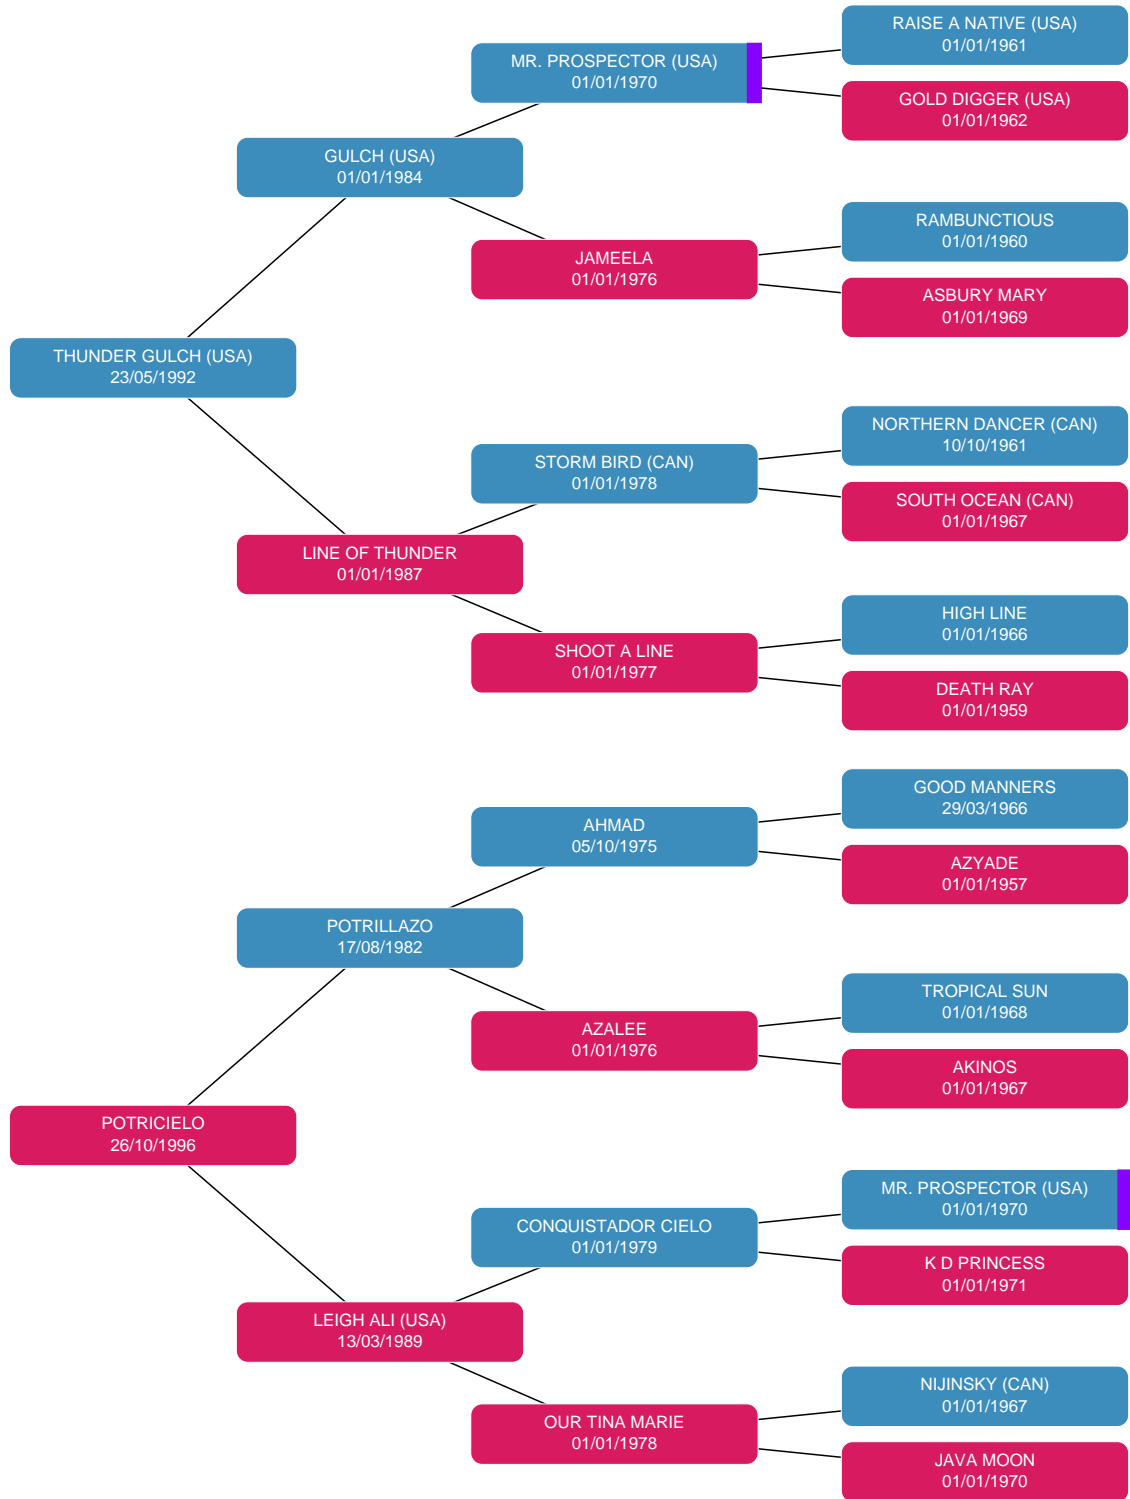 RAISE A NATIVE (USA)
01/01/1961
MR. PROSPECTOR (USA)
01/01/1970
GOLD DIGGER (USA)
01/01/1962
GULCH (USA)
01/01/1984
RAMBUNCTIOUS
01/01/1960
JAMEELA
01/01/1976
ASBURY MARY
01/01/1969
THUNDER GULCH (USA)
23/05/1992
NORTHERN DANCER (CAN)
10/10/1961
STORM BIRD (CAN)
01/01/1978
SOUTH OCEAN (CAN)
01/01/1967
LINE OF THUNDER
01/01/1987
HIGH LINE
01/01/1966
SHOOT A LINE
01/01/1977
DEATH RAY
01/01/1959
GOOD MANNERS
29/03/1966
AHMAD
05/10/1975
AZYADE
01/01/1957
POTRILLAZO
17/08/1982
TROPICAL SUN
01/01/1968
AZALEE
01/01/1976
AKINOS
01/01/1967
POTRICIELO
26/10/1996
MR. PROSPECTOR (USA)
01/01/1970
CONQUISTADOR CIELO
01/01/1979
K D PRINCESS
01/01/1971
LEIGH ALI (USA)
13/03/1989
NIJINSKY (CAN)
01/01/1967
OUR TINA MARIE
01/01/1978
JAVA MOON
01/01/1970